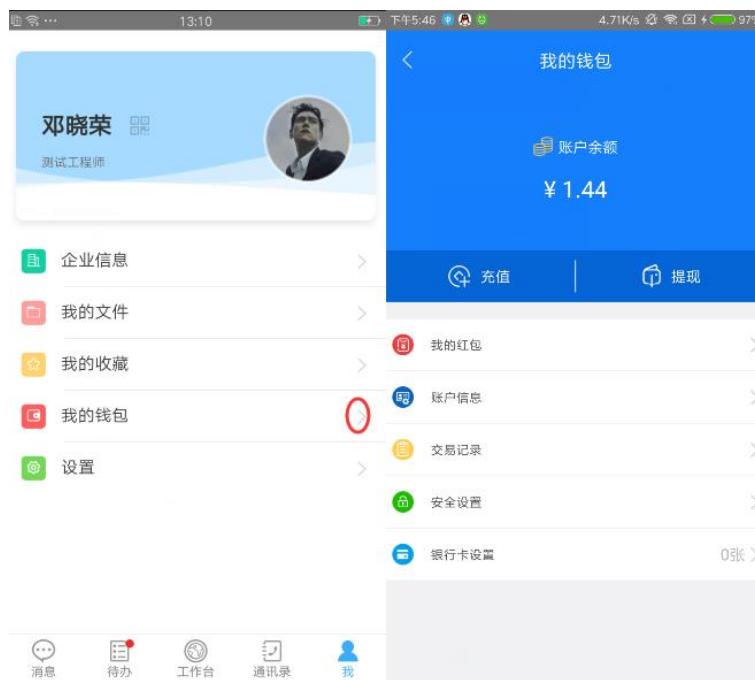 13:10
邓晓荣
测试工程师
企业信息
我的文件
我的收藏
我的钱包
设置
消息
待办
工作台
通讯录
我
下午5:46
4.71K/s
97%
我的钱包
账户余额
¥ 1.44
充值
提现
我的红包
账户信息
交易记录
安全设置
银行卡设置
0张